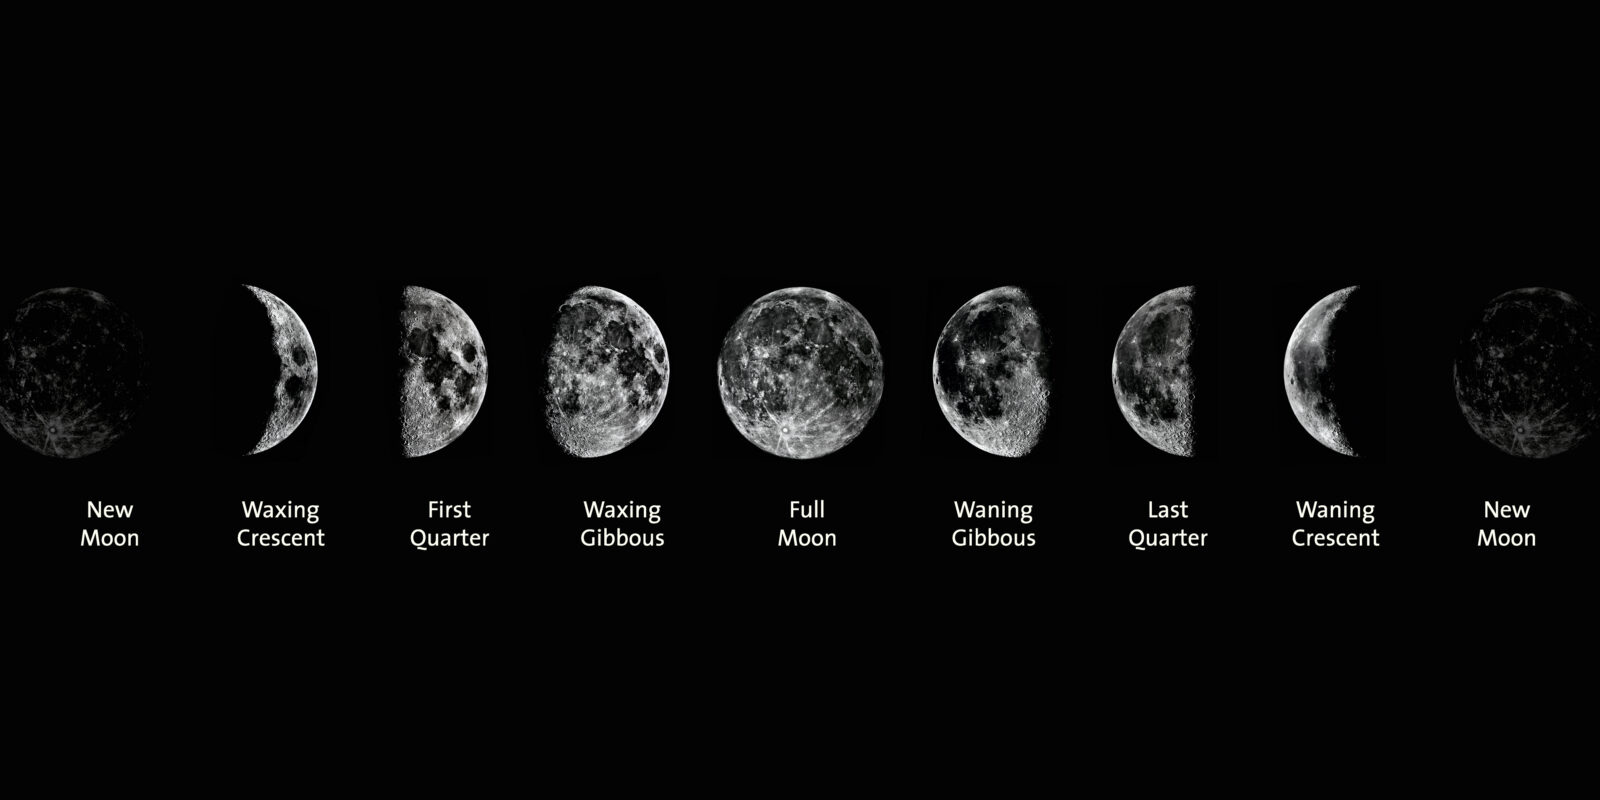 New
Moon
Waxing
Crescent
First
Quarter
Waxing
Gibbous
Full
Moon
Waning
Gibbous
Last
Quarter
Waning
Crescent
New
Moon